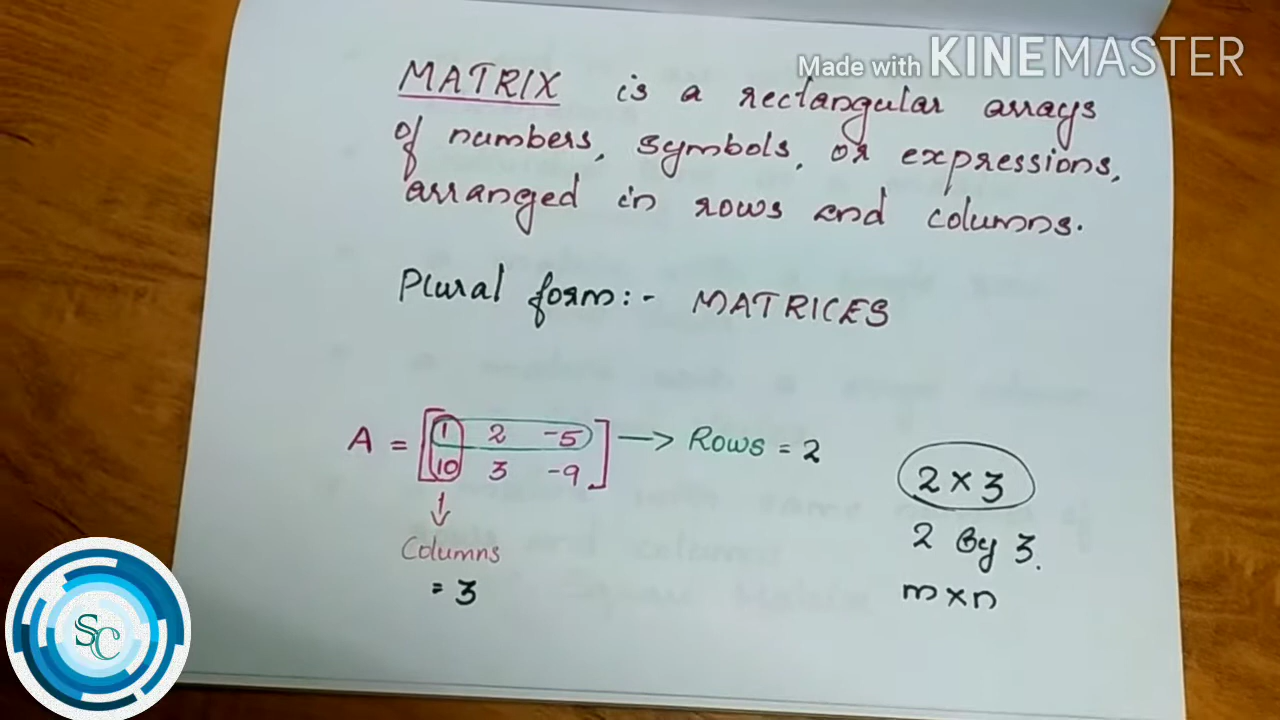 Made with KINEMASTER
MATRIX is a rectangular arrays
of numbers, symbols, or expressions,
arranged in rows and columns.
Plural form:- MATRICES
A = [1 2 -5] → Rows = 2
[10 3 -9]
↓
Columns
= 3
2 × 3
2 By 3.
m×n
SC